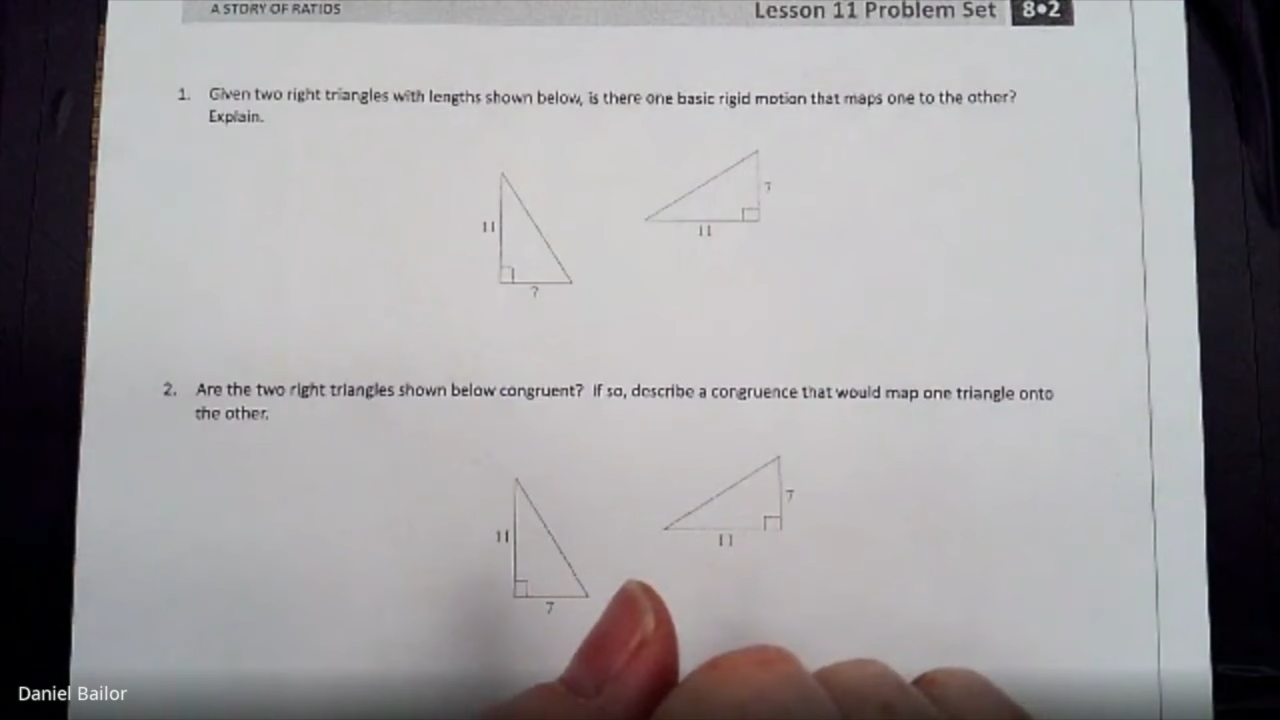 A STORY OF RATIOS
Lesson 11 Problem Set 8•2
1. Given two right triangles with lengths shown below, is there one basic rigid motion that maps one to the other?
Explain.
11
7
7
11
2. Are the two right triangles shown below congruent? If so, describe a congruence that would map one triangle onto
the other.
11
7
7
11
Daniel Bailor